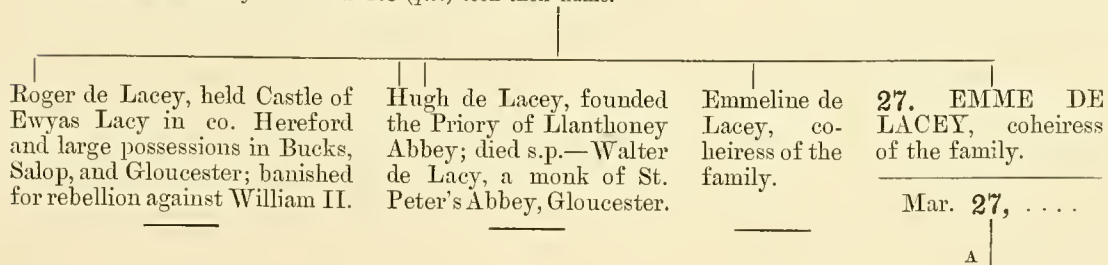 Roger de Lacey, held Castle of
Ewyas Lacy in co. Hereford
and large possessions in Bucks,
Salop, and Gloucester; banished
for rebellion against William II.
Hugh de Lacey, founded
the Priory of Llanthoney
Abbey; died s.p.—Walter
de Lacy, a monk of St.
Peter's Abbey, Gloucester.
Emmeline de
Lacey, co-
heiress of the
family.
27. EMME DE
LACEY, coheiress
of the family.
Mar. 27, ....
A